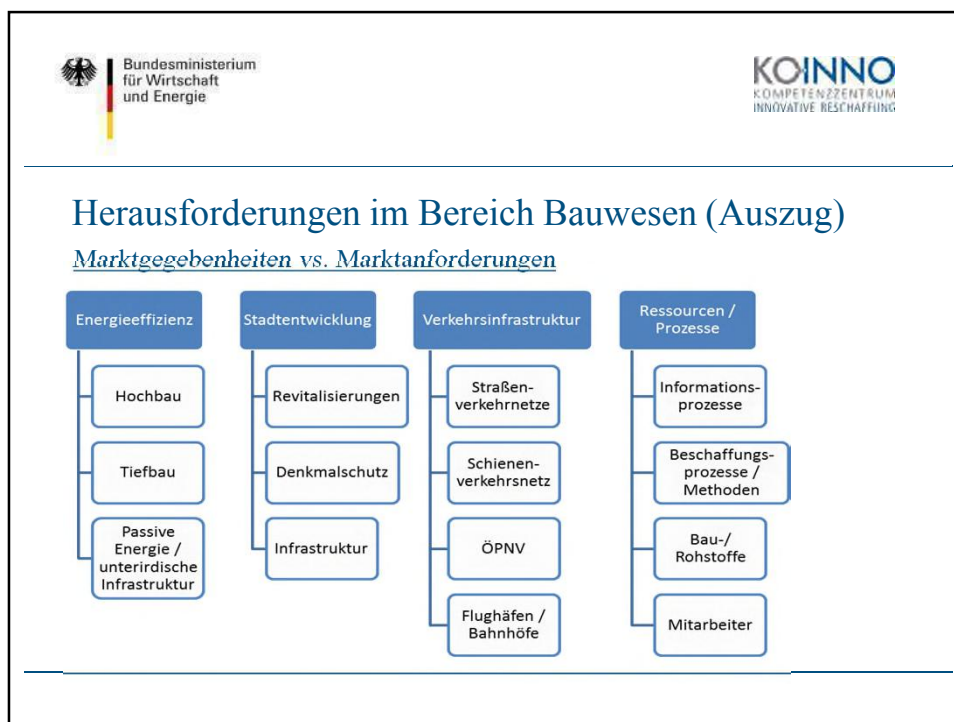 Bundesministerium
für Wirtschaft
und Energie
KOINNO
KOMPETENZZENTRUM
INNOVATIVE BESCHAFFUNG
Herausforderungen im Bereich Bauwesen (Auszug)
Marktgegebenheiten vs. Marktanforderungen
Energieeffizienz
Hochbau
Tiefbau
Passive
Energie /
unterirdische
Infrastruktur
Stadtentwicklung
Revitalisierungen
Denkmalschutz
Infrastruktur
Verkehrsinfrastruktur
Straßen-
verkehrnetze
Schienen-
verkehrsnetz
ÖPNV
Flughäfen /
Bahnhöfe
Ressourcen /
Prozesse
Informations-
prozesse
Beschaffungs-
prozesse /
Methoden
Bau-/
Rohstoffe
Mitarbeiter